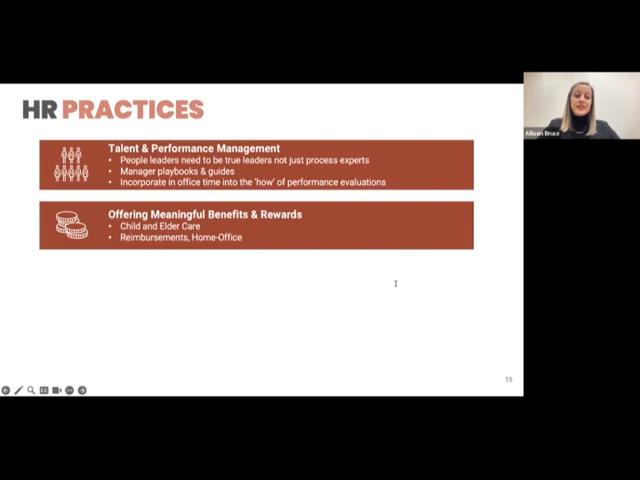 HR PRACTICES
Talent & Performance Management
• People leaders need to be true leaders not just process experts
• Manager playbooks & guides
• Incorporate in office time into the 'how' of performance evaluations
Offering Meaningful Benefits & Rewards
• Child and Elder Care
• Reimbursements, Home-Office
15
Allison Bruce